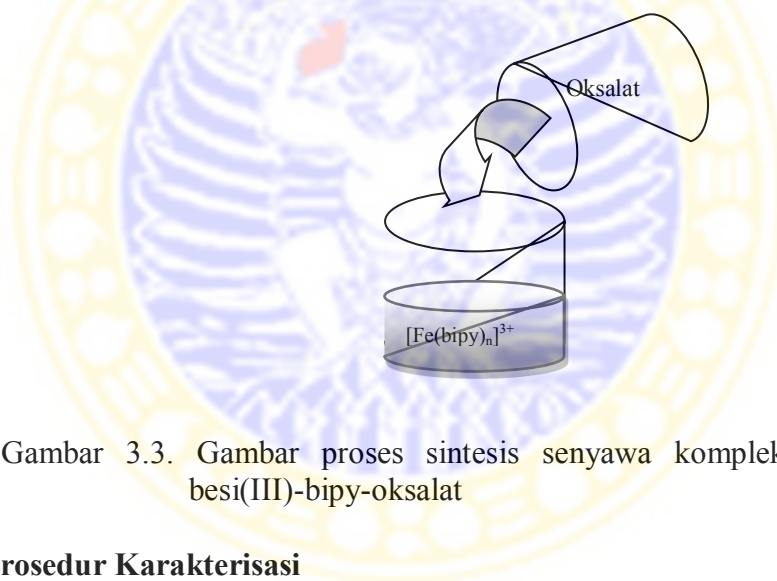 Oksalat
[Fe(bipy)ₙ]³⁺
Gambar 3.3. Gambar proses sintesis senyawa komplek
besi(III)-bipy-oksalat
rosedur Karakterisasi